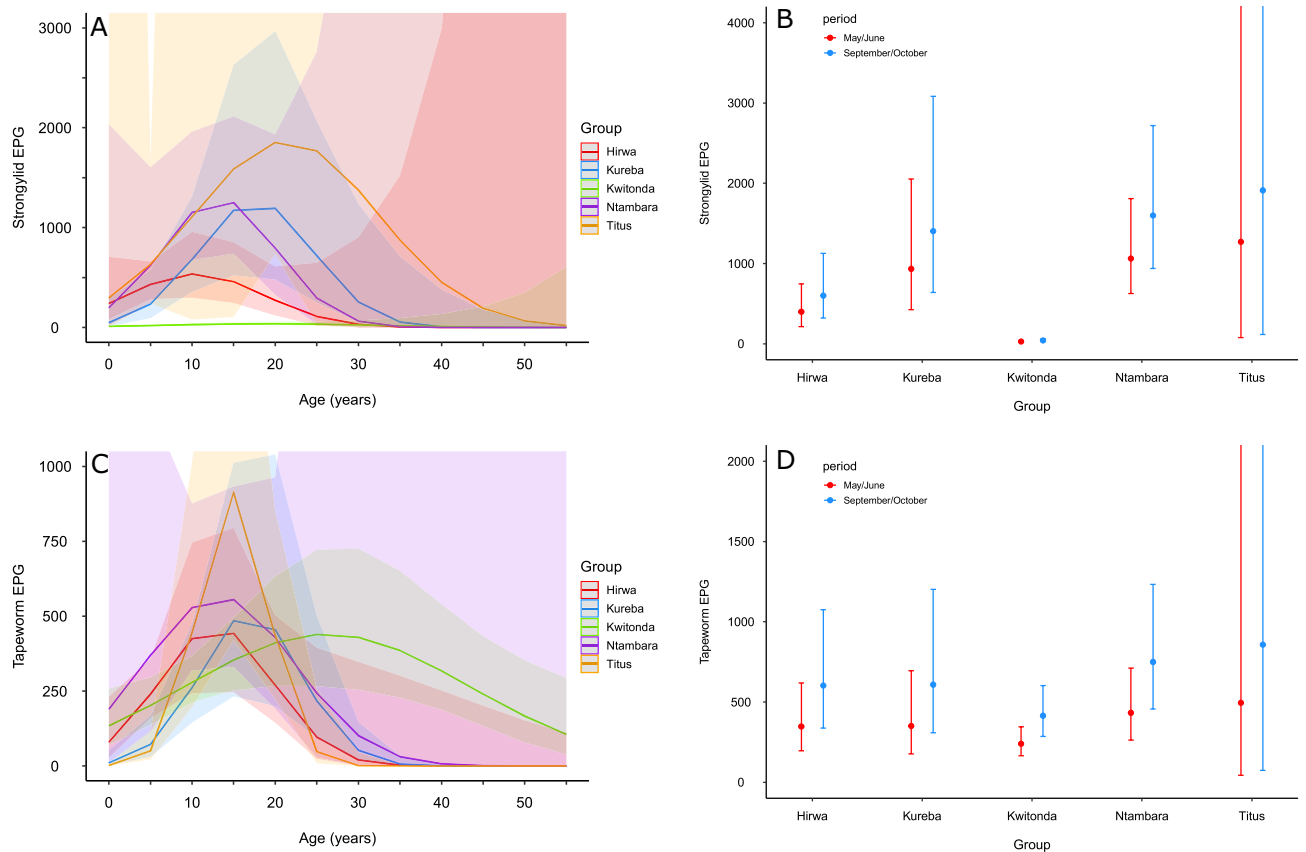 A
Strongylid EPG
3000
2000
1000
0
0 10 20 30 40 50
Age (years)
Group
Hirwa
Kureba
Kwitonda
Ntambara
Titus
B
Strongylid EPG
4000
3000
2000
1000
0
period
May/June
September/October
Hirwa Kureba Kwitonda Ntambara Titus
Group
C
Tapeworm EPG
1000
750
500
250
0
0 10 20 30 40 50
Age (years)
Group
Hirwa
Kureba
Kwitonda
Ntambara
Titus
D
Tapeworm EPG
2000
1500
1000
500
0
period
May/June
September/October
Hirwa Kureba Kwitonda Ntambara Titus
Group